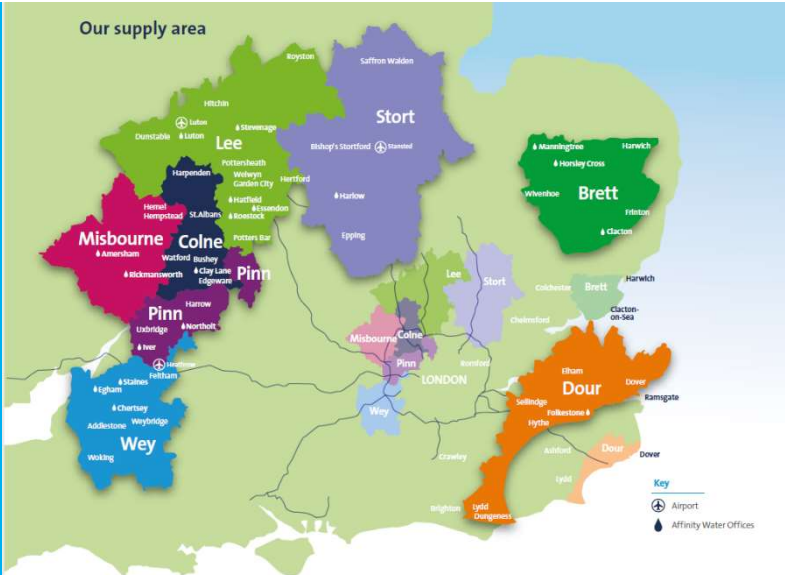 Our supply area
Royston
Saffron Walden
Hitchin
Luton
Stort
Dunstable
Luton
Stevenage
Lee
Bishop's Stortford
Stansted
Manningtree
Harwich
Horsley Cross
Harpenden
Pottersheath
Welwyn
Garden City
Hertford
Brett
Wivenhoe
Harlow
Hatfield
Essendon
Roestock
Hemel
Hempstead
St.Albans
Frinton
Misbourne
Colne
Potters Bar
Epping
Clacton
Amersham
Watford
Bushey
Rickmansworth
Clay Lane
Edgeware
Pinn
Lee
Stort
Colchester
Brett
Harwich
Pinn
Harrow
Uxbridge
Northolt
Chelmsford
Clacton-
on-Sea
Misbourne
Colne
Iver
Heathrow
Feltham
Pinn
Romford
LONDON
Elham
Dour
Dover
Staines
Egham
Ramsgate
Sellindge
Folkestone
Hythe
Chertsey
Weybridge
Addlestone
Wey
Wey
Woking
Crawley
Ashford
Dour
Dover
Lydd
Brighton
Lydd
Dungeness
Key
Airport
Affinity Water Offices